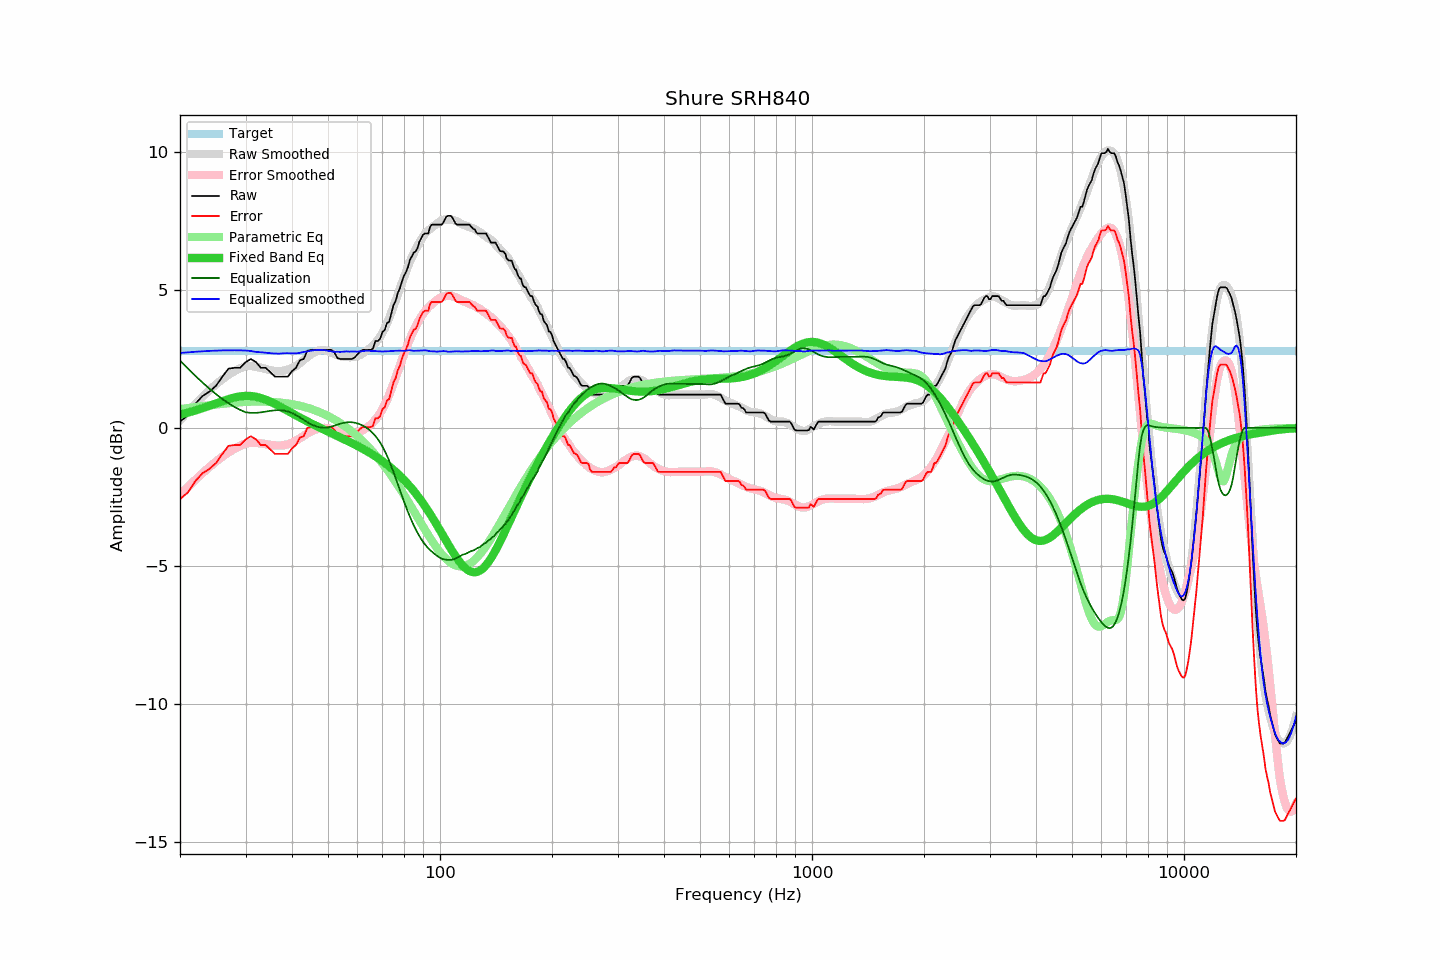 Shure SRH840
Target
Raw Smoothed
Error Smoothed
Raw
Error
Parametric Eq
Fixed Band Eq
Equalization
Equalized smoothed
10
5
0
−5
−10
−15
Amplitude (dBr)
100
1000
10000
Frequency (Hz)